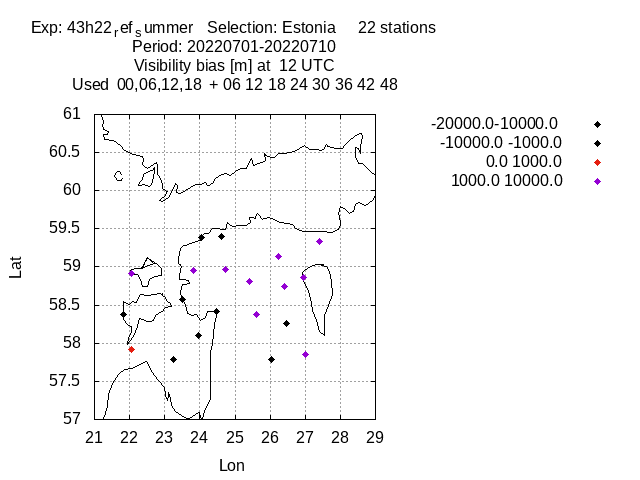 Exp: 43h22refsummer Selection: Estonia 22 stations
Period: 20220701-20220710
Visibility bias [m] at 12 UTC
Used 00,06,12,18 + 06 12 18 24 30 36 42 48
-20000.0-10000.0
-10000.0 -1000.0
0.0 1000.0
1000.0 10000.0
61
60.5
60
59.5
59
58.5
58
57.5
57
Lat
21 22 23 24 25 26 27 28 29
Lon